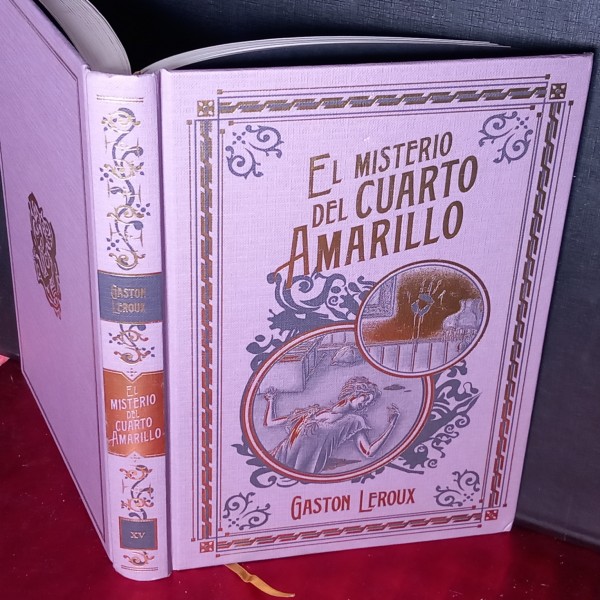 EL MISTERIO
DEL CUARTO
AMARILLO
GASTON LEROUX
GASTON
LEROUX
EL
MISTERIO
DEL
CUARTO
AMARILLO
XV